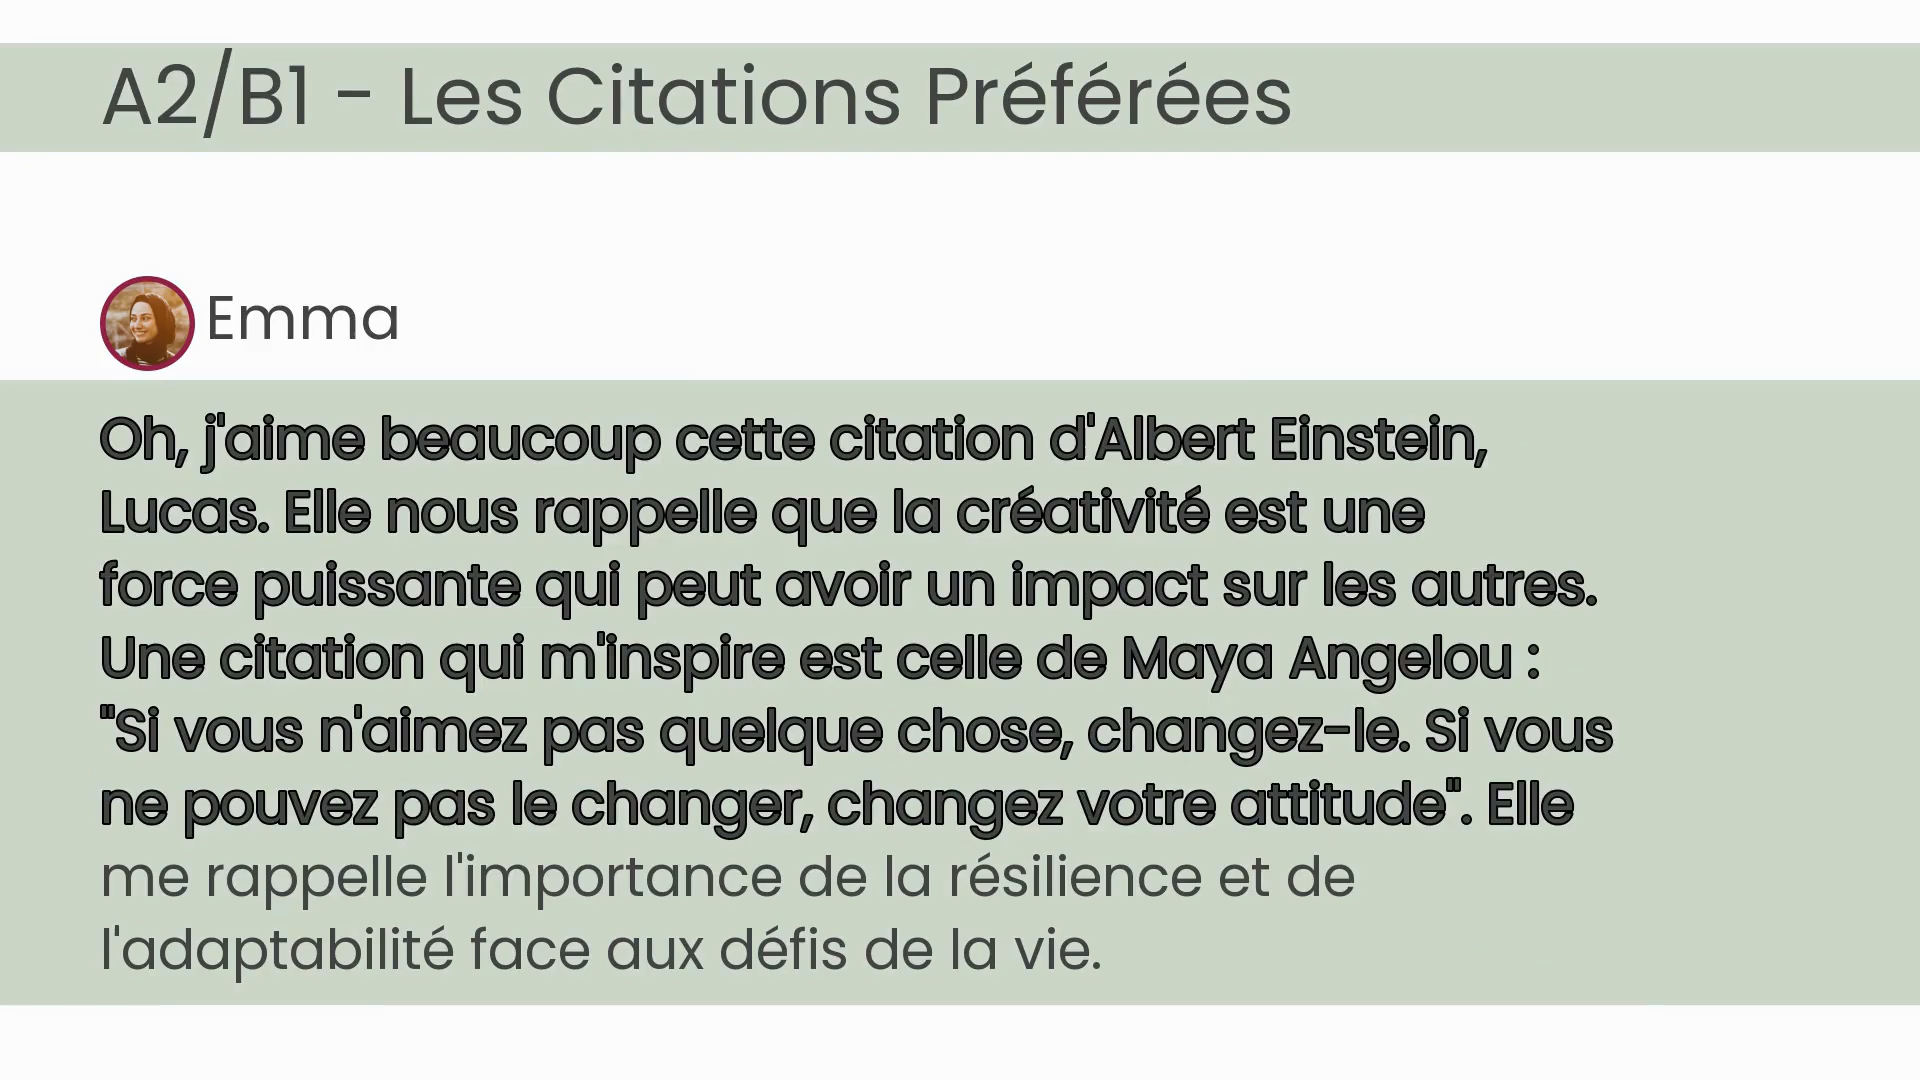 A2/B1 - Les Citations Préférées
Emma
Oh, j'aime beaucoup cette citation d'Albert Einstein,
Lucas. Elle nous rappelle que la créativité est une
force puissante qui peut avoir un impact sur les autres.
Une citation qui m'inspire est celle de Maya Angelou :
"Si vous n'aimez pas quelque chose, changez-le. Si vous
ne pouvez pas le changer, changez votre attitude". Elle
me rappelle l'importance de la résilience et de
l'adaptabilité face aux défis de la vie.